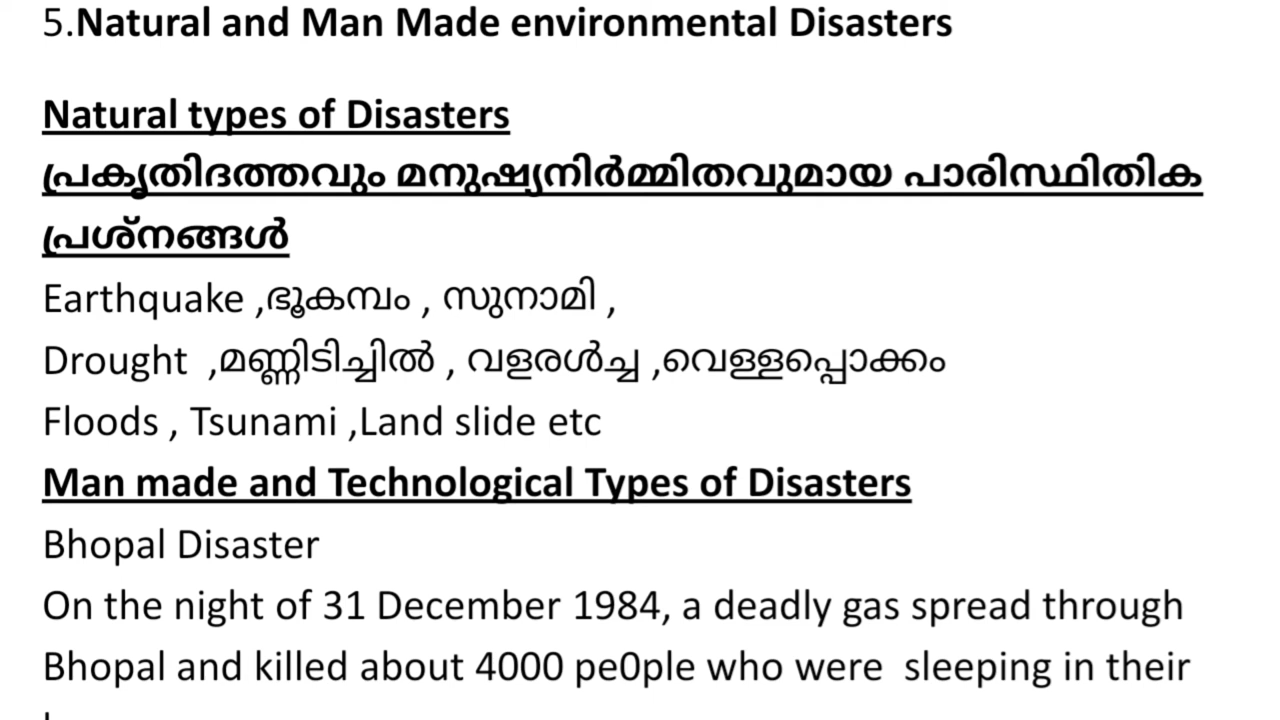 5.Natural and Man Made environmental Disasters
Natural types of Disasters
പ്രകൃതിദത്തവും മനുഷ്യനിർമ്മിതവുമായ പാരിസ്ഥിതിക
പ്രശ്നങ്ങൾ
Earthquake ,ഭൂകമ്പം , സുനാമി ,
Drought ,മണ്ണിടിച്ചിൽ , വളരൾച്ച ,വെള്ളപ്പൊക്കം
Floods , Tsunami ,Land slide etc
Man made and Technological Types of Disasters
Bhopal Disaster
On the night of 31 December 1984, a deadly gas spread through
Bhopal and killed about 4000 pe0ple who were sleeping in their